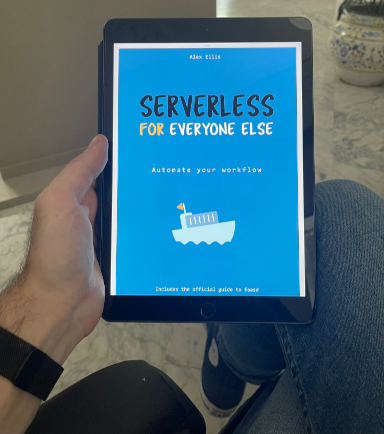 Alex Ellis
SERVERLESS
FOR EVERYONE ELSE
Automate your workflow
Includes the official guide to faasd